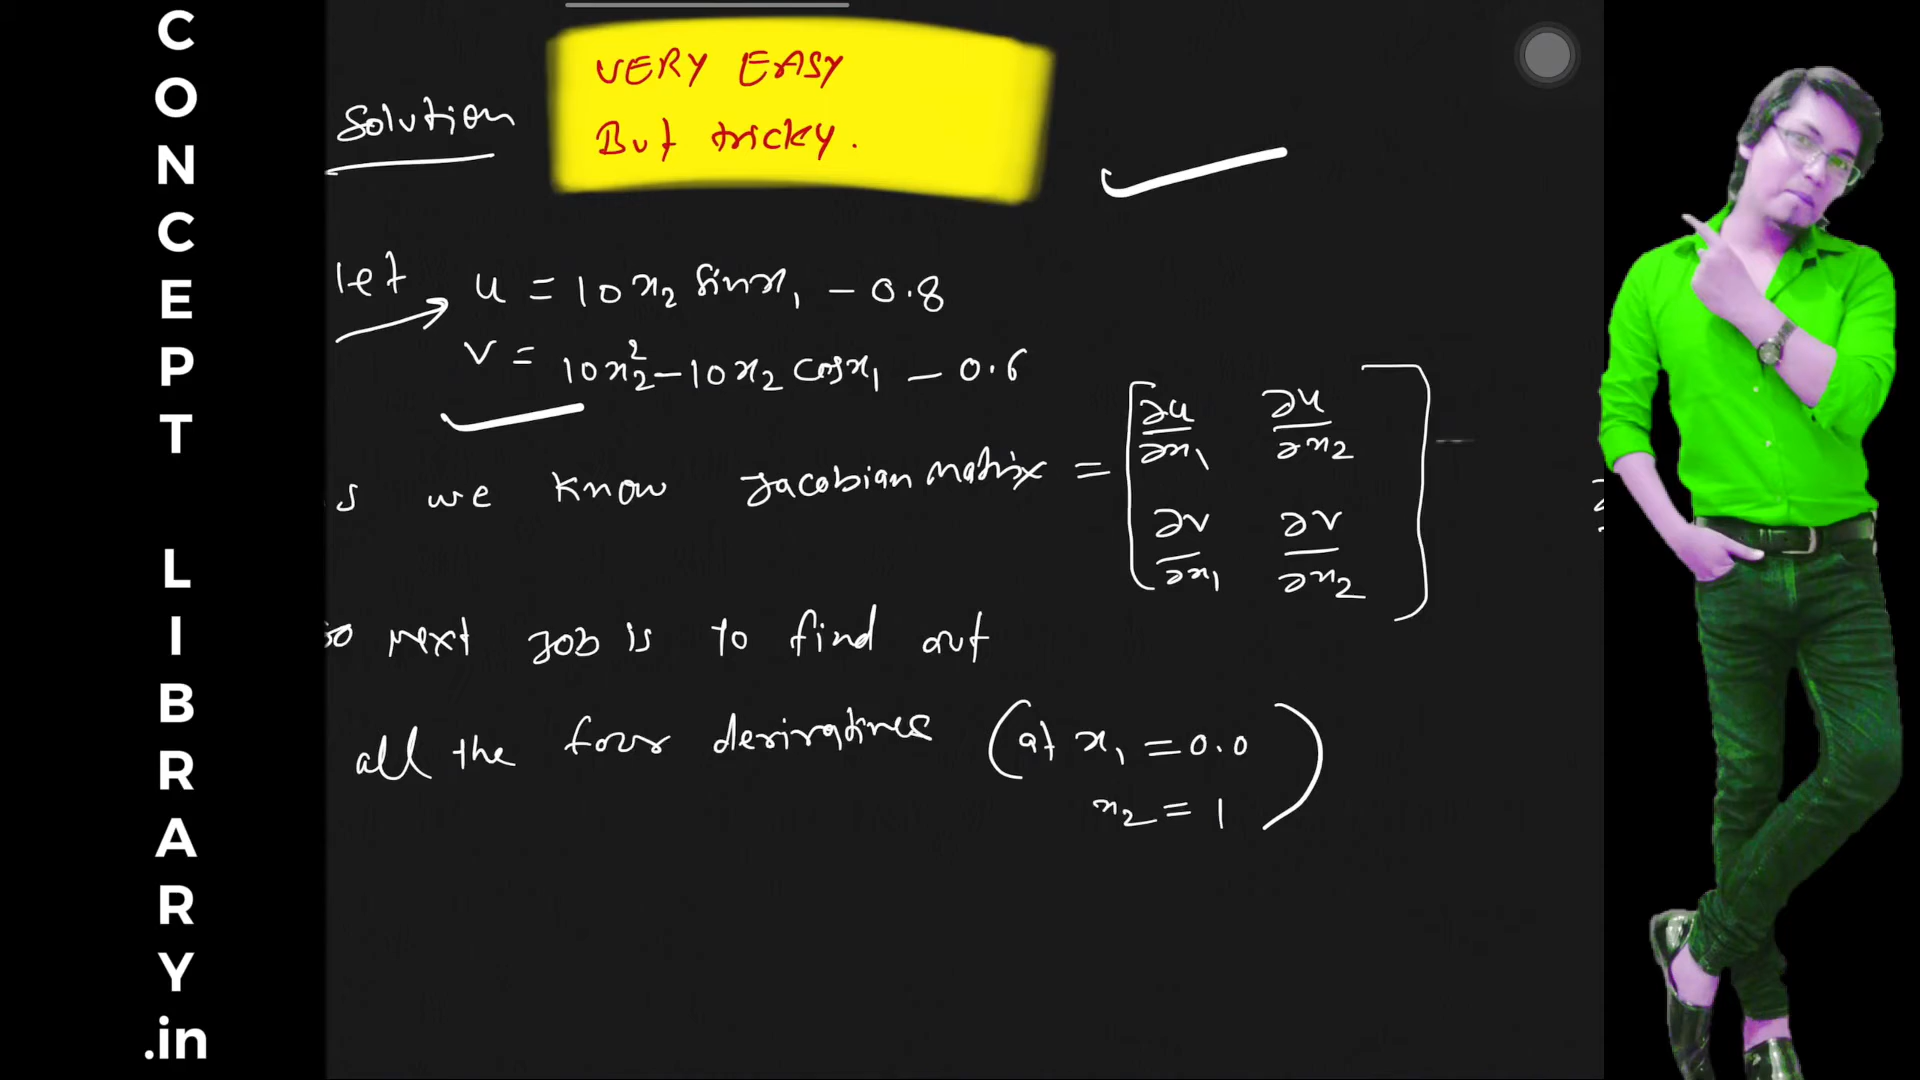 CONCEPT LIBRARY.in
VERY EASY
But tricky.
Solution
let u = 10x₂ sinx₁ - 0.8
v = 10x₂² - 10x₂ cosx₁ - 0.6
s we know Jacobian matrix = [∂u/∂x₁ ∂u/∂x₂
∂v/∂x₁ ∂v/∂x₂]
so next job is to find out
all the four derivatives (at x₁ = 0.0
x₂ = 1)